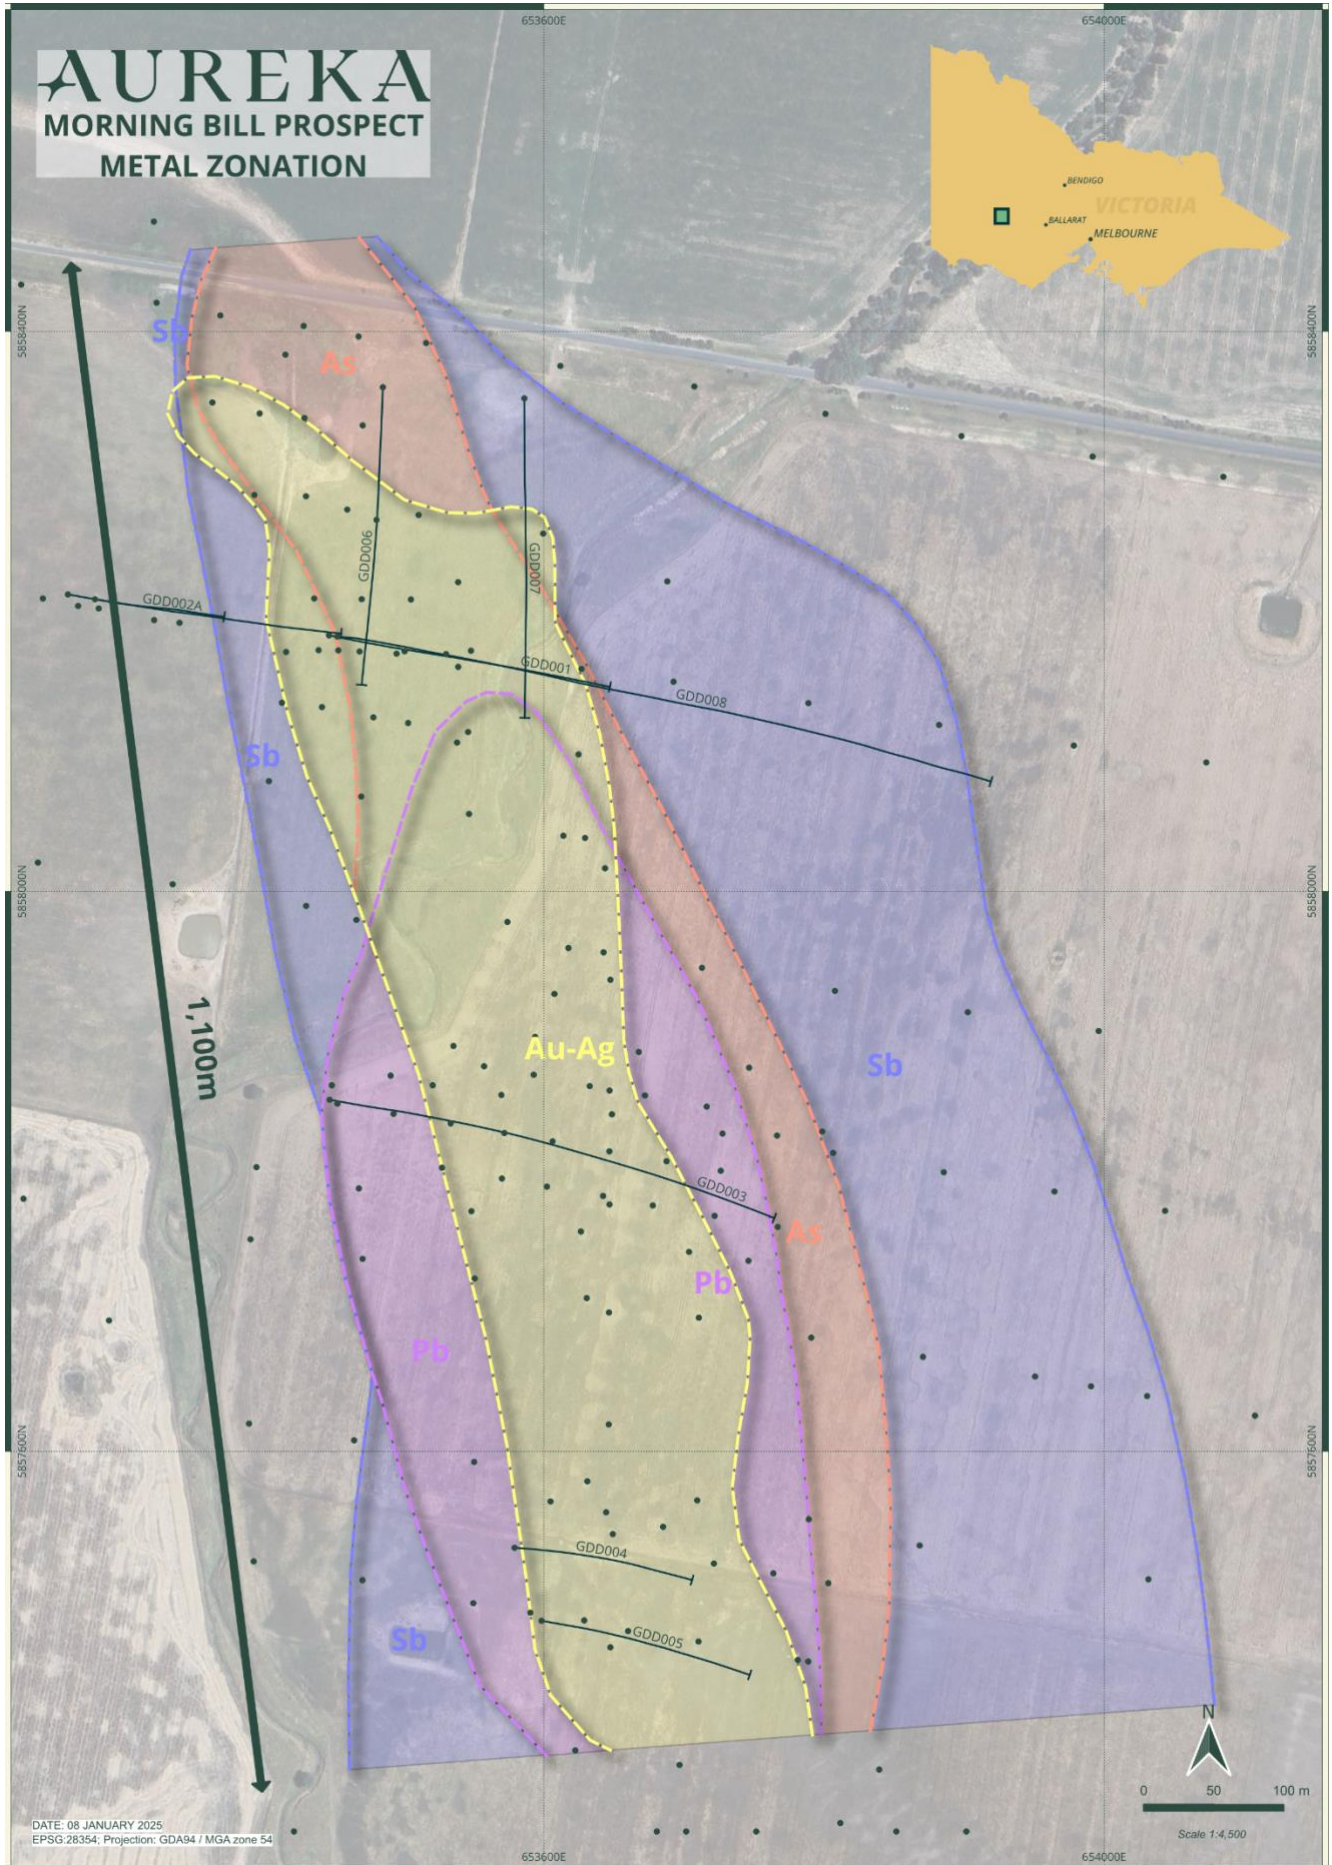 653600E
654000E
AUREKA
MORNING BILL PROSPECT
METAL ZONATION
BENDIGO
VICTORIA
BALLARAT
MELBOURNE
5858400N
5858400N
Sb
As
GDD006
GDD007
GDD002A
GDD001
GDD008
Sb
5858000N
5858000N
1,100m
Au-Ag
Sb
GDD003
As
Pb
Pb
5857600N
5857600N
GDD004
GDD005
Sb
N
0 50 100 m
Scale 1:4,500
DATE: 08 JANUARY 2025
EPSG:28354; Projection: GDA94 / MGA zone 54
653600E
654000E